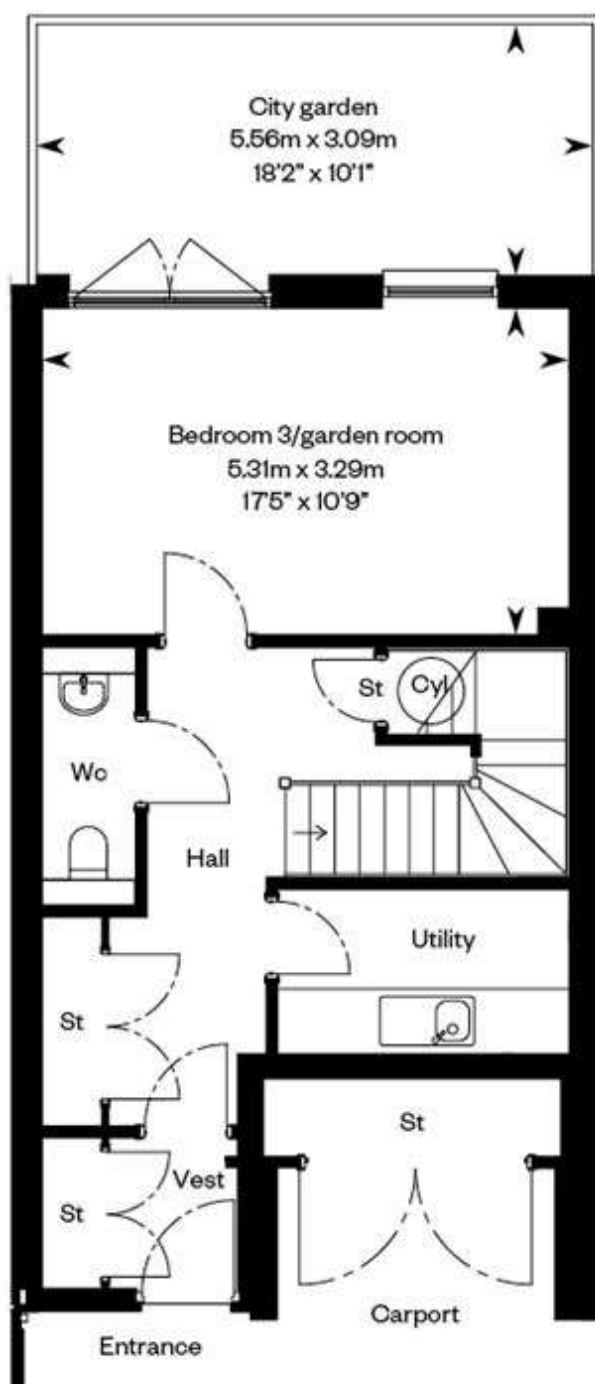 City garden
5.56m x 3.09m
18'2" x 10'1"
Bedroom 3/garden room
5.31m x 3.29m
17'5" x 10'9"
St
Cyl
Wc
Hall
Utility
St
St
Vest
St
Carport
Entrance